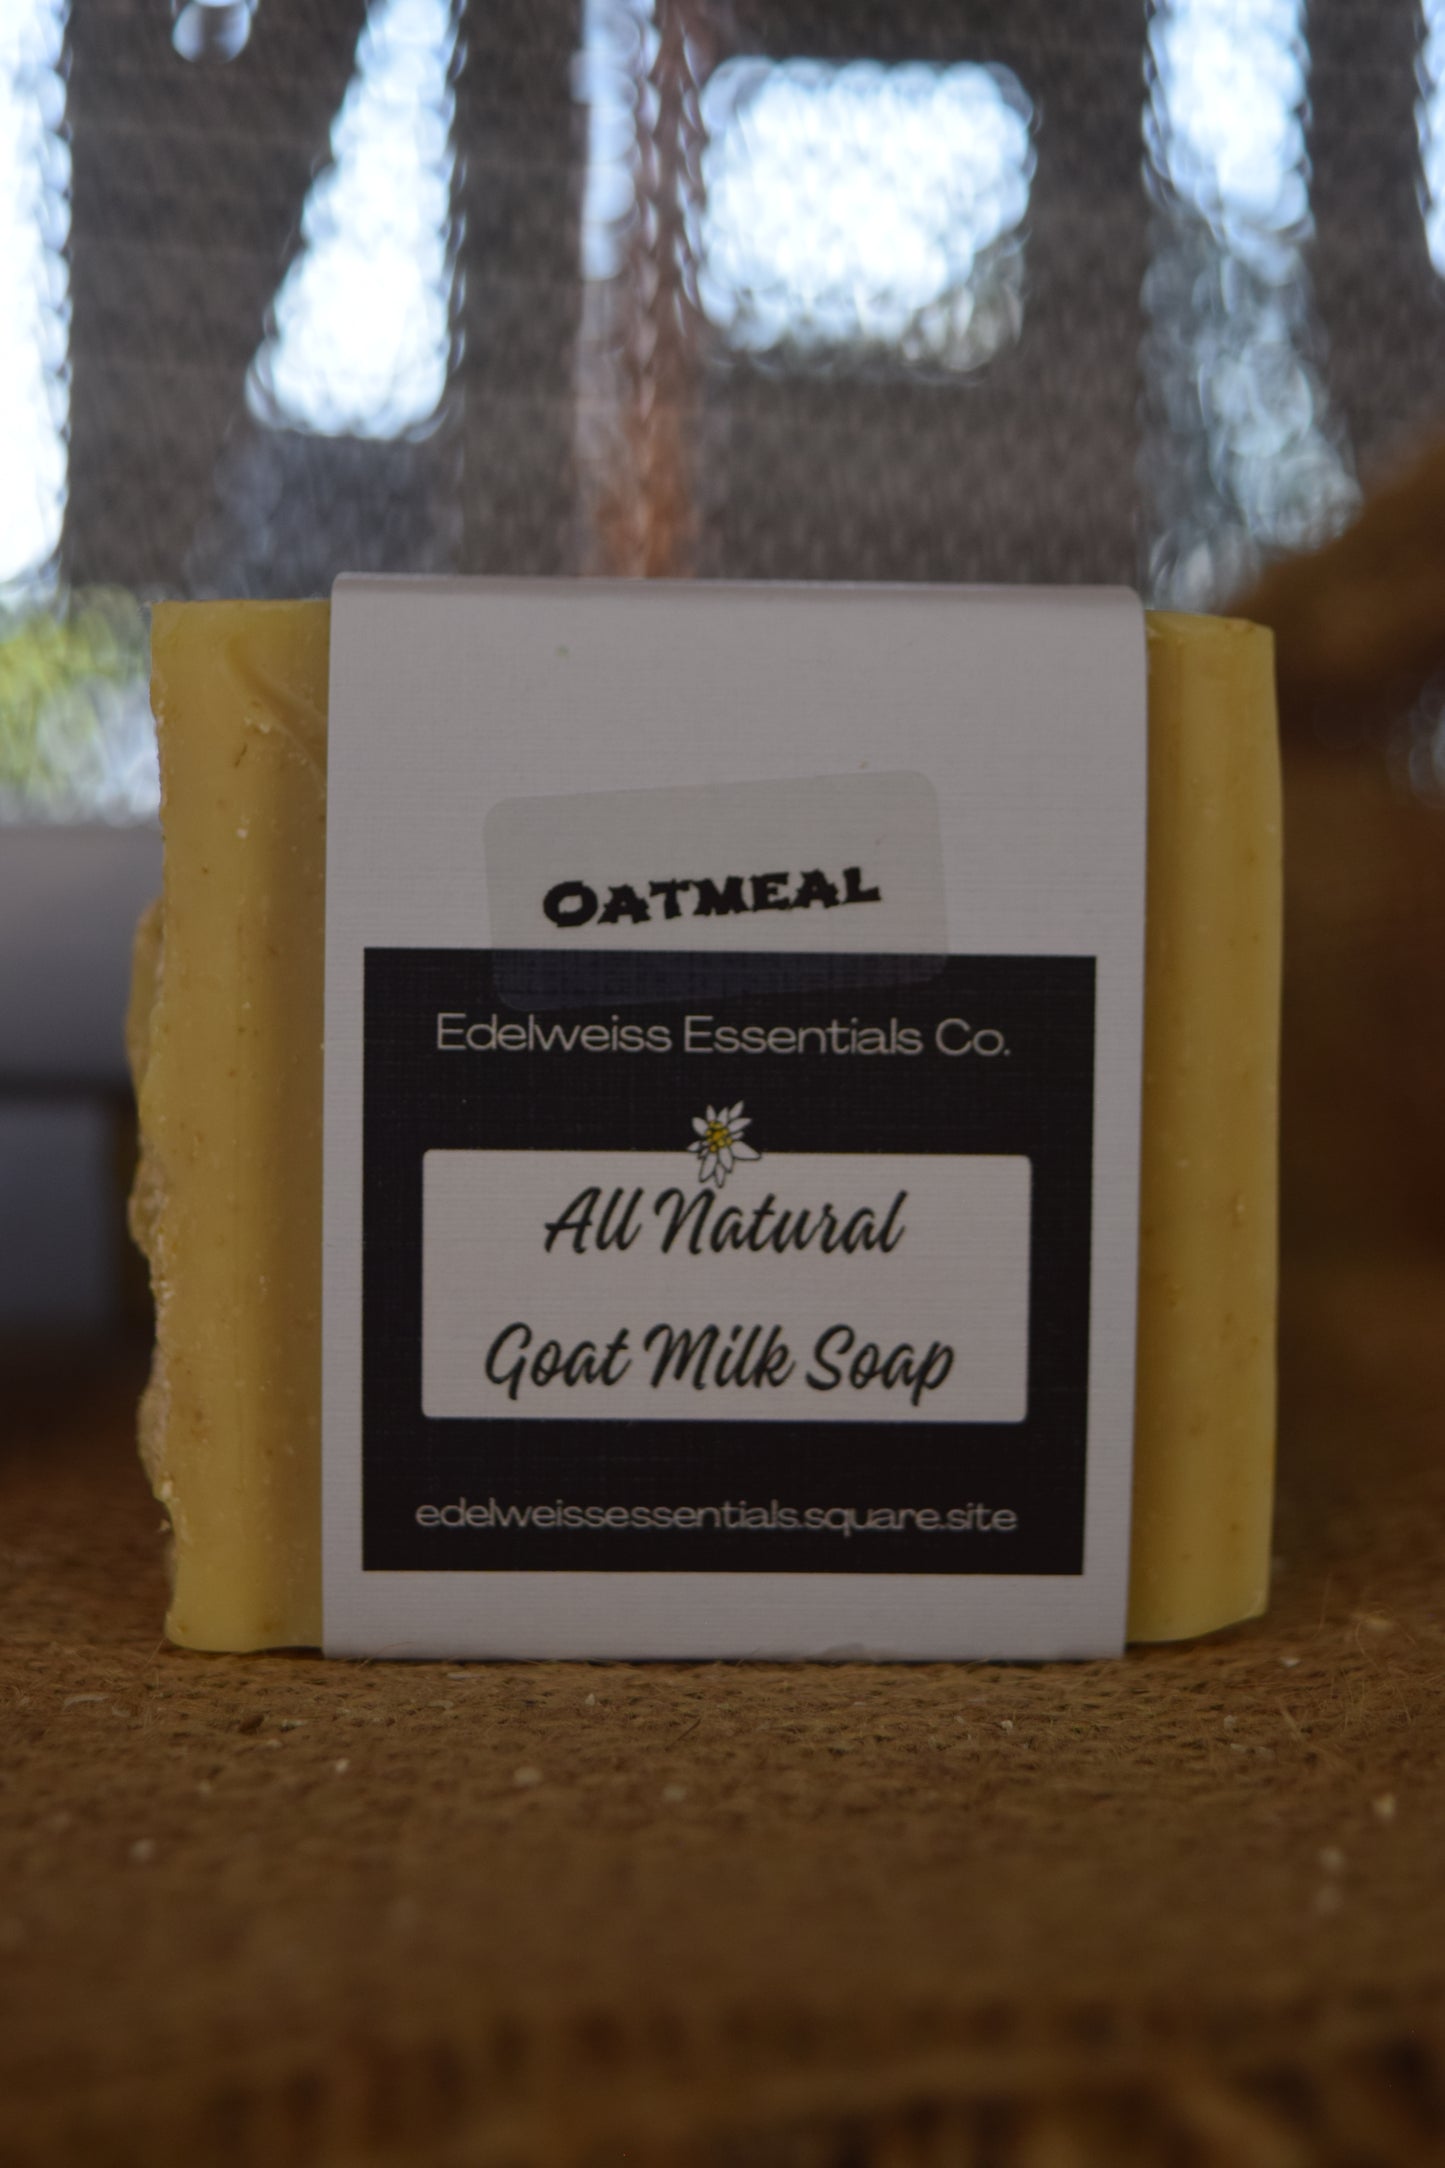 OATMEAL
Edelweiss Essentials Co.
All Natural
Goat Milk Soap
edelweissessentials.square.site